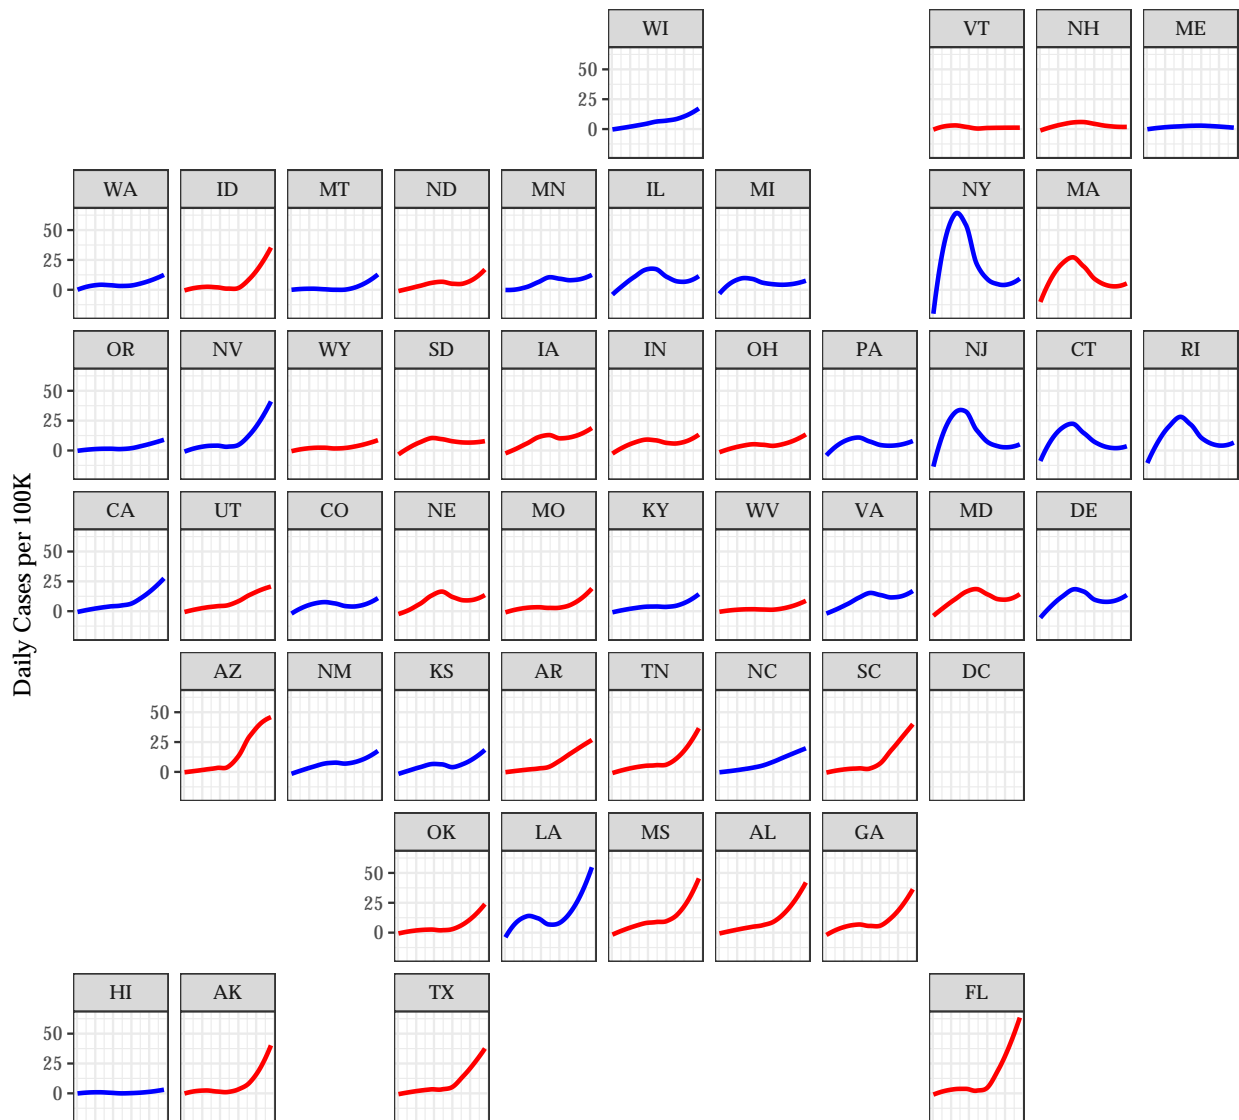 WI VT NH ME
50
25
0
WA ID MT ND MN IL MI NY MA
50
25
0
OR NV WY SD IA IN OH PA NJ CT RI
50
25
0
Daily Cases per 100K
CA UT CO NE MO KY WV VA MD DE
50
25
0
AZ NM KS AR TN NC SC DC
50
25
0
OK LA MS AL GA
50
25
0
HI AK TX FL
50
25
0